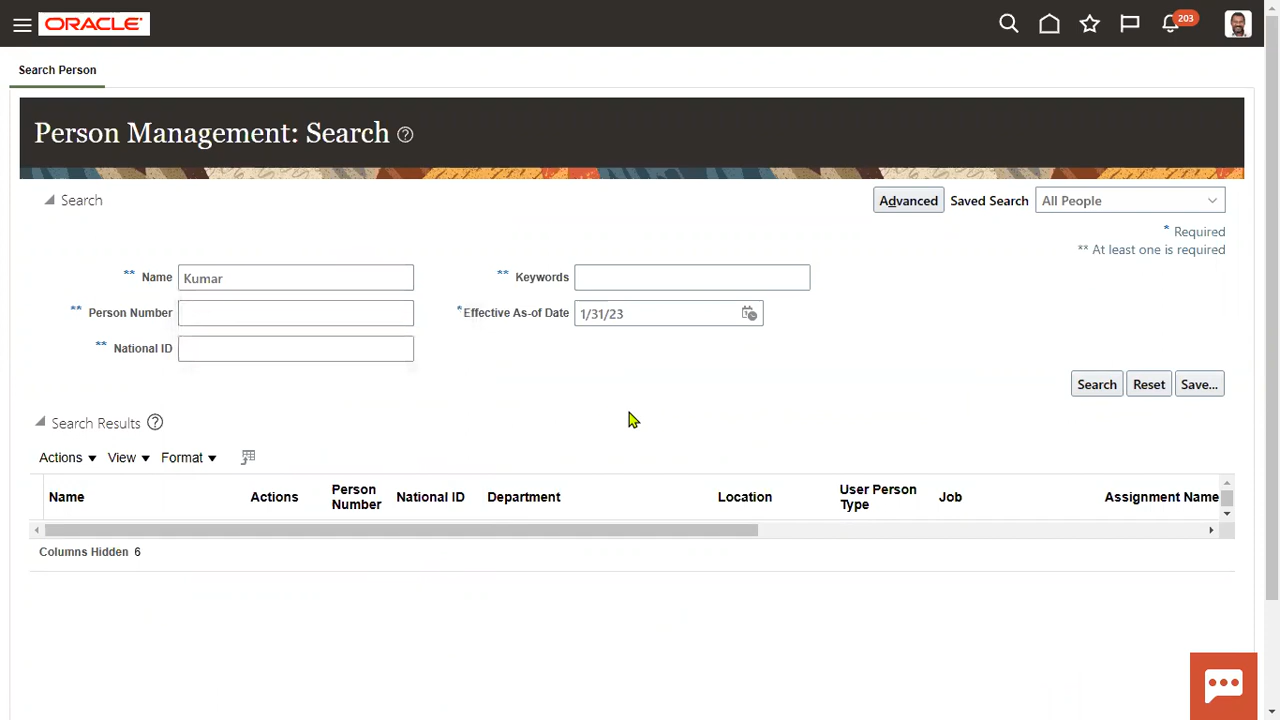 ORACLE
203
Search Person
Person Management: Search ?
Search
Advanced Saved Search All People
* Required
** At least one is required
** Name Kumar
** Keywords
** Person Number
*Effective As-of Date 1/31/23
** National ID
Search Reset Save...
Search Results ?
Actions View Format
Name Actions Person Number National ID Department Location User Person Type Job Assignment Name
Columns Hidden 6